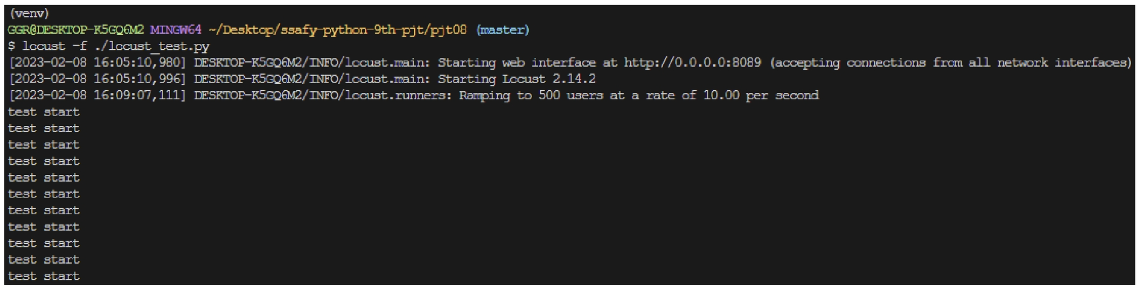 (venv)
GGR@DESKTOP-K5GQ6M2 MINGW64 ~/Desktop/ssafy-python-9th-pjt/pjt08 (master)
$ locust -f ./locust_test.py
[2023-02-08 16:05:10,980] DESKTOP-K5GQ6M2/INFO/locust.main: Starting web interface at http://0.0.0.0:8089 (accepting connections from all network interfaces)
[2023-02-08 16:05:10,996] DESKTOP-K5GQ6M2/INFO/locust.main: Starting Locust 2.14.2
[2023-02-08 16:09:07,111] DESKTOP-K5GQ6M2/INFO/locust.runners: Ramping to 500 users at a rate of 10.00 per second
test start
test start
test start
test start
test start
test start
test start
test start
test start
test start
test start